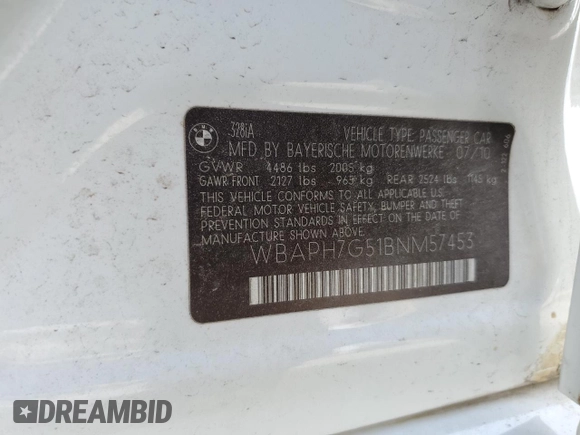 BMW
328iA VEHICLE TYPE: PASSENGER CAR
MFD BY BAYERISCHE MOTORENWERKE 07/10
GVWR 4486 lbs 2005 kg
GAWR FRONT 2127 lbs 965 kg REAR 2524 lbs 1145 kg
THIS VEHICLE CONFORMS TO ALL APPLICABLE U.S.
FEDERAL MOTOR VEHICLE SAFETY, BUMPER AND THEFT
PREVENTION STANDARDS IN EFFECT ON THE DATE OF
MANUFACTURE SHOWN ABOVE.
WBAPH7G51BNM57453
DREAMBID